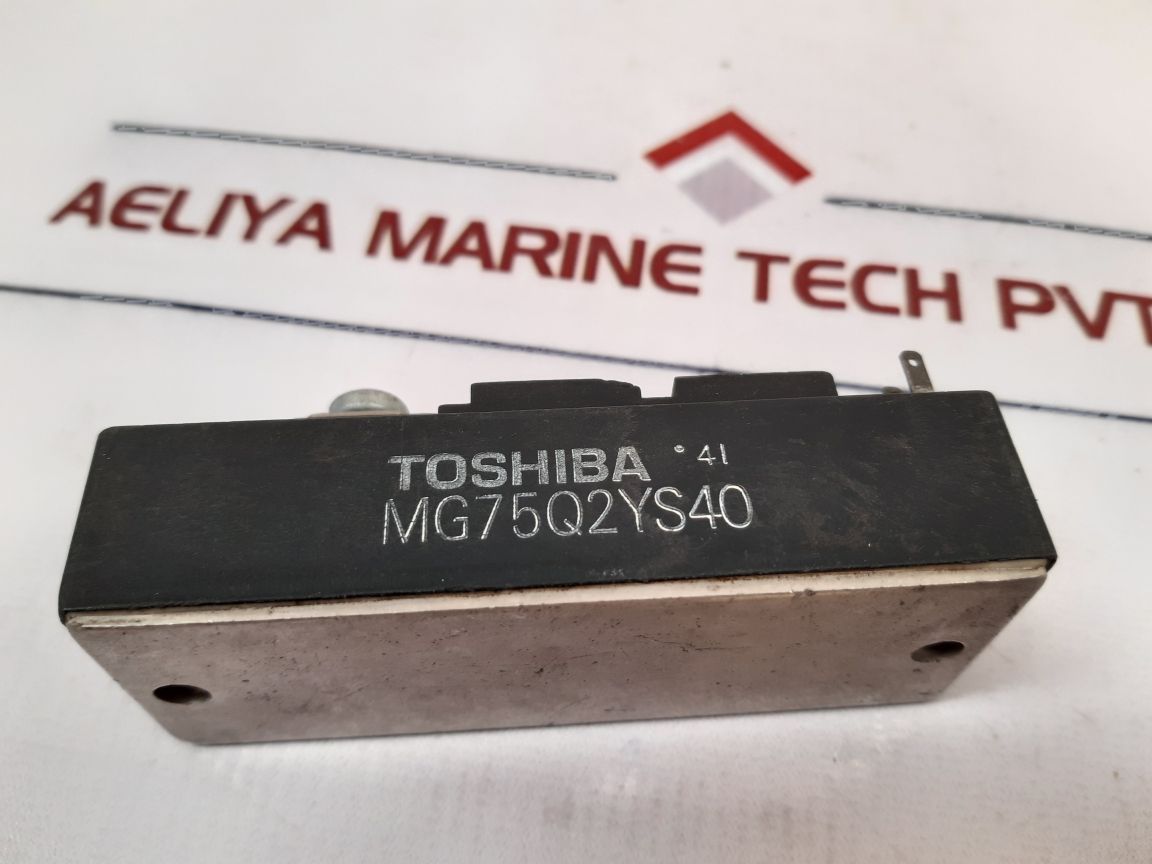 AELIYA MARINE TECH PVT
TOSHIBA 41
MG75Q2YS40